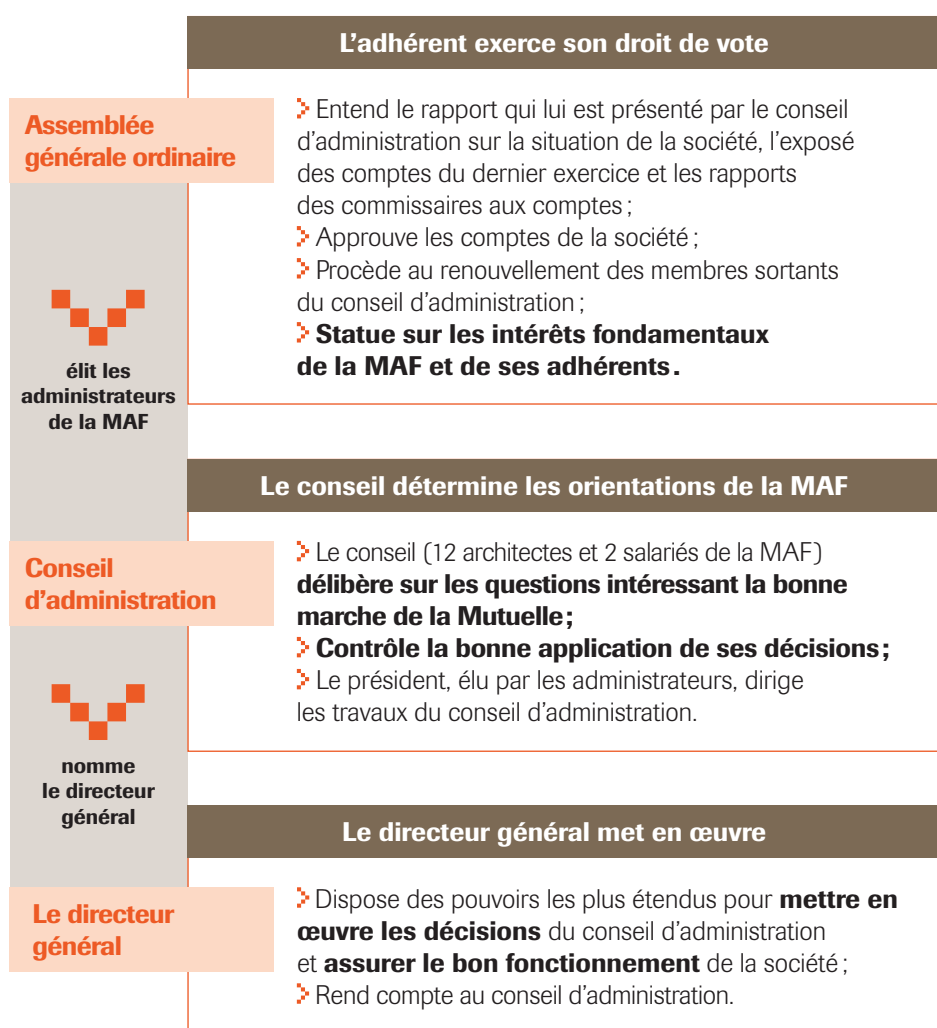 L'adhérent exerce son droit de vote
Assemblée
générale ordinaire
Entend le rapport qui lui est présenté par le conseil
d'administration sur la situation de la société, l'exposé
des comptes du dernier exercice et les rapports
des commissaires aux comptes ;
Approuve les comptes de la société ;
Procède au renouvellement des membres sortants
du conseil d'administration ;
Statue sur les intérêts fondamentaux
de la MAF et de ses adhérents.
élit les
administrateurs
de la MAF
Le conseil détermine les orientations de la MAF
Conseil
d'administration
Le conseil (12 architectes et 2 salariés de la MAF)
délibère sur les questions intéressant la bonne
marche de la Mutuelle ;
Contrôle la bonne application de ses décisions ;
Le président, élu par les administrateurs, dirige
les travaux du conseil d'administration.
nomme
le directeur
général
Le directeur général met en œuvre
Le directeur
général
Dispose des pouvoirs les plus étendus pour mettre en
œuvre les décisions du conseil d'administration
et assurer le bon fonctionnement de la société ;
Rend compte au conseil d'administration.